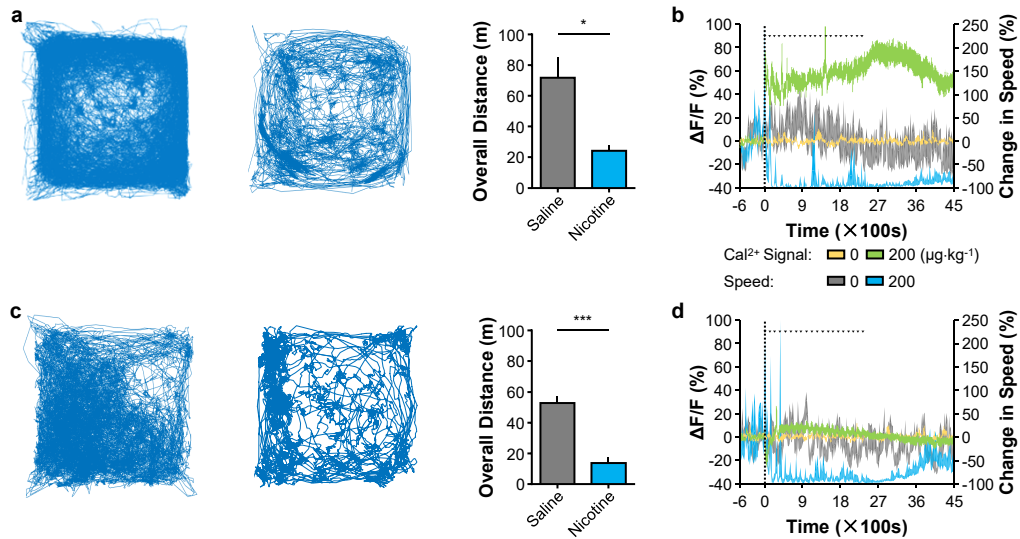 a
Overall Distance (m)
100
80
60
40
20
0
Saline
Nicotine
*
b
ΔF/F (%)
100
80
60
40
20
0
-20
-40
-6 0 9 18 27 36 45
Time (×100s)
250
200
150
100
50
0
-50
-100
Change in Speed (%)
Cal²⁺ Signal: 0 200 (μg·kg⁻¹)
Speed: 0 200
c
Overall Distance (m)
100
80
60
40
20
0
Saline
Nicotine
***
d
ΔF/F (%)
100
80
60
40
20
0
-20
-40
-6 0 9 18 27 36 45
Time (×100s)
250
200
150
100
50
0
-50
-100
Change in Speed (%)